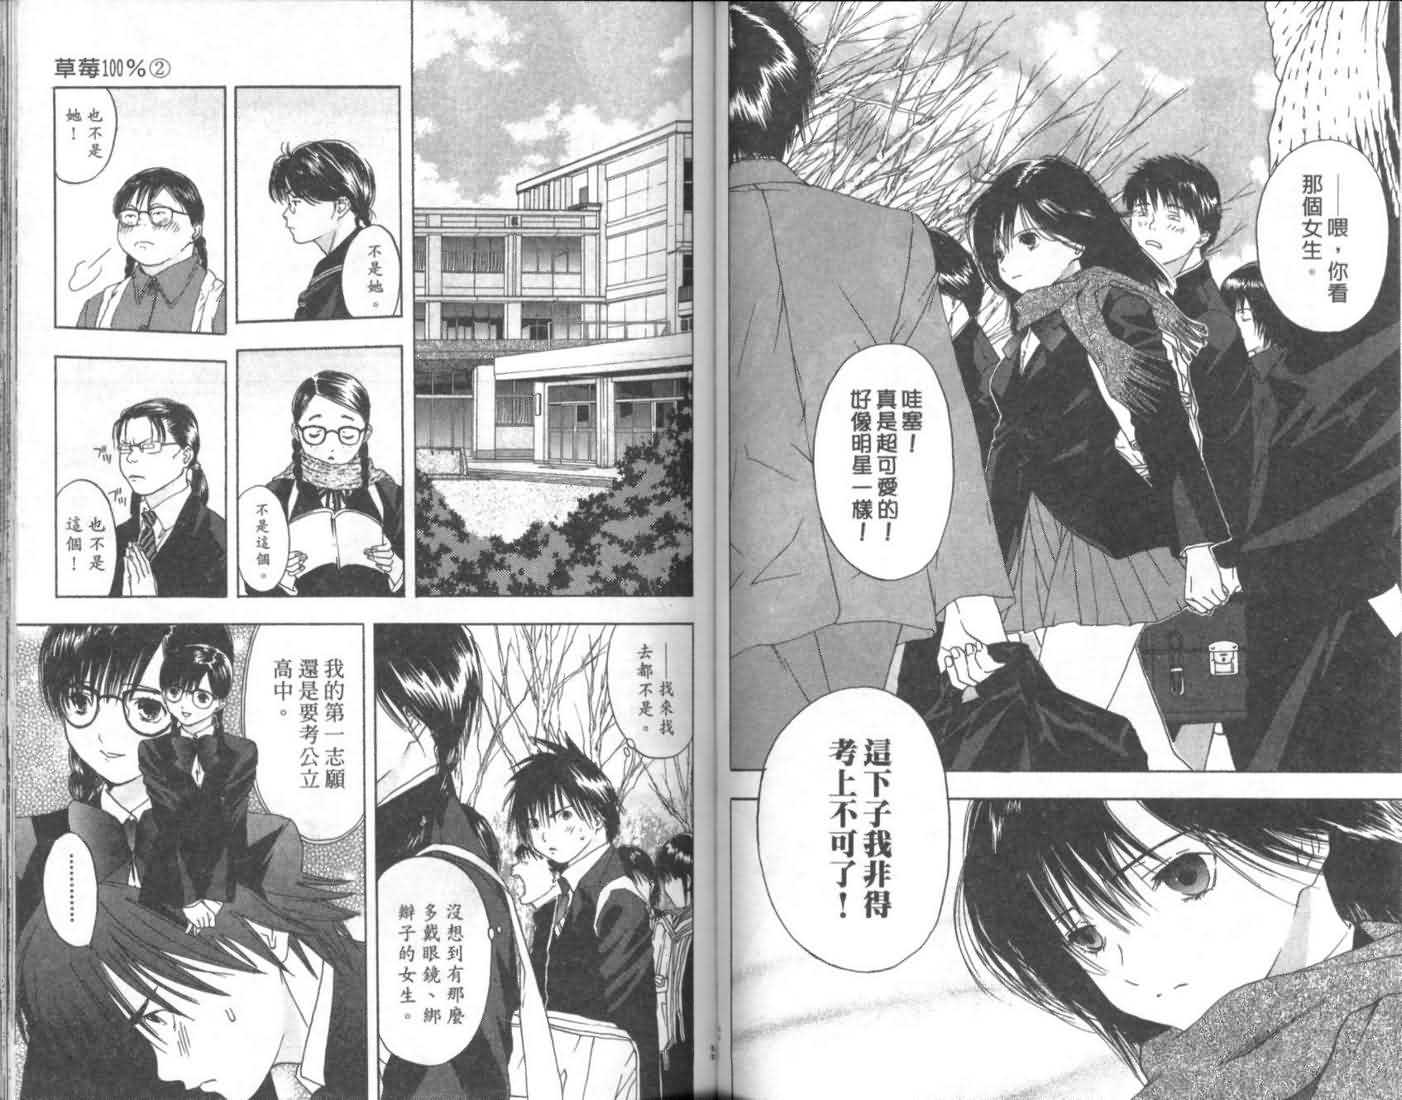 ——喂，你看
那個女生。
哇塞！
真是超可愛的！
好像明星一樣！
這下子我非得
考上不可了！
草莓100％②
不是她。
也不是
她！
不是這個。
也不是
這個！
——找來找
去都不是。
沒想到有那麼
多戴眼鏡、綁
辮子的女生。
我的第一志願
還是要考公立
高中。
…………